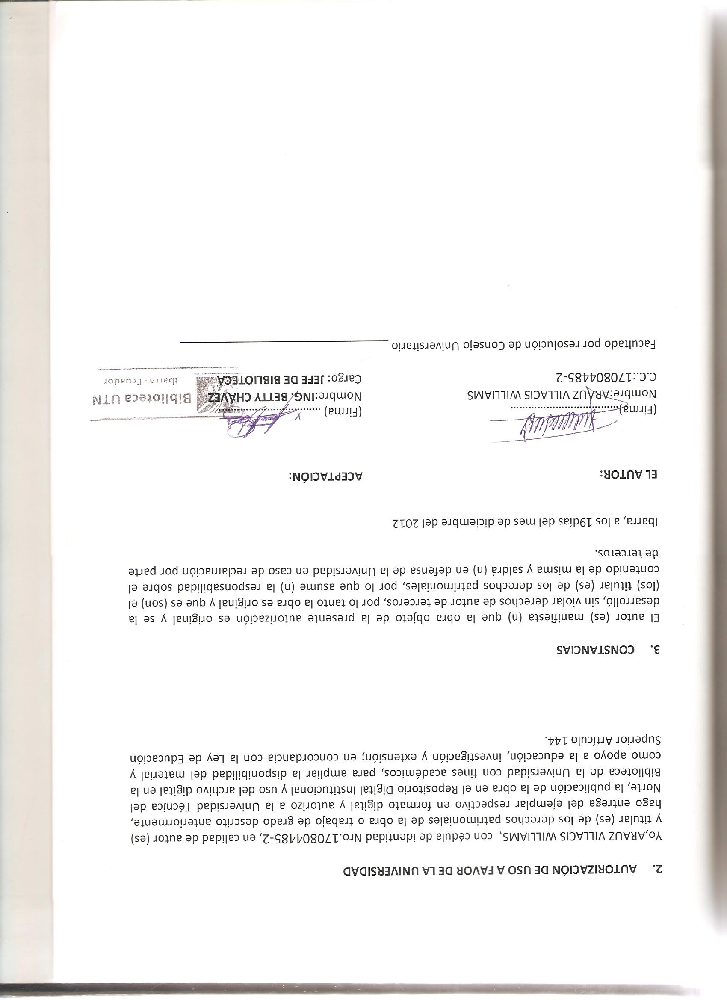 2. AUTORIZACIÓN DE USO A FAVOR DE LA UNIVERSIDAD
Yo,ARAUZ VILLACIS WILLIAMS, con cédula de identidad Nro.170804485-2, en calidad de autor (es)
y titular (es) de los derechos patrimoniales de la obra o trabajo de grado descrito anteriormente,
hago entrega del ejemplar respectivo en formato digital y autorizo a la Universidad Técnica del
Norte, la publicación de la obra en el Repositorio Digital Institucional y uso del archivo digital en la
Biblioteca de la Universidad con fines académicos, para ampliar la disponibilidad del material y
como apoyo a la educación, investigación y extensión; en concordancia con la Ley de Educación
Superior Artículo 144.
3. CONSTANCIAS
El autor (es) manifiesta (n) que la obra objeto de la presente autorización es original y se la
desarrolló, sin violar derechos de autor de terceros, por lo tanto la obra es original y que es (son) el
(los) titular (es) de los derechos patrimoniales, por lo que asume (n) la responsabilidad sobre el
contenido de la misma y saldrá (n) en defensa de la Universidad en caso de reclamación por parte
de terceros.
Ibarra, a los 19días del mes de diciembre del 2012
EL AUTOR:
ACEPTACIÓN:
(Firma)....................................
Nombre:ARAUZ VILLACIS WILLIAMS
C.C.:170804485-2
(Firma) ....................................
Nombre:ING. BETTY CHÁVEZ
Cargo: JEFE DE BIBLIOTECA
Biblioteca UTN
Ibarra - Ecuador
Facultado por resolución de Consejo Universitario ____________________